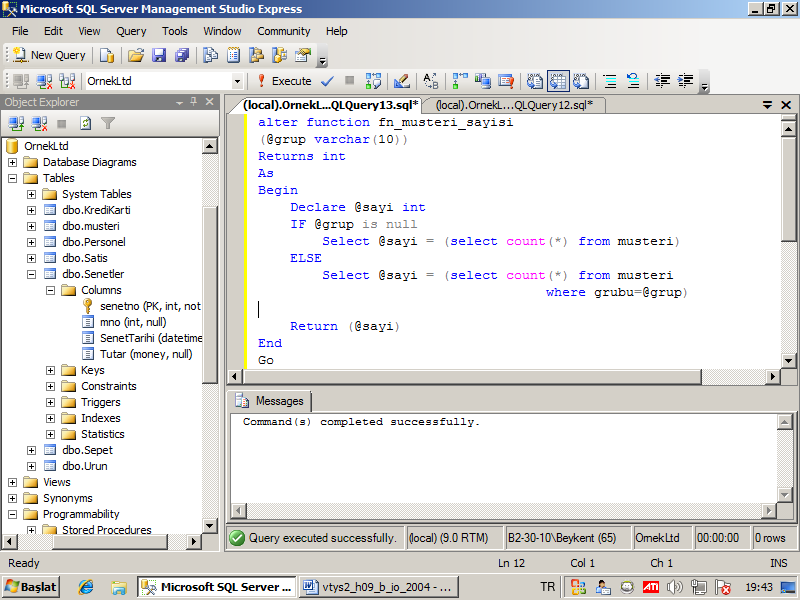 Microsoft SQL Server Management Studio Express
File Edit View Query Tools Window Community Help
New Query
OrnekLtd Execute
Object Explorer
OrnekLtd
Database Diagrams
Tables
System Tables
dbo.KrediKarti
dbo.musteri
dbo.Personel
dbo.Satis
dbo.Senetler
Columns
senetno (PK, int, not
mno (int, null)
SenetTarihi (datetime
Tutar (money, null)
Keys
Constraints
Triggers
Indexes
Statistics
dbo.Sepet
dbo.Urun
Views
Synonyms
Programmability
Stored Procedures
(local).OrnekL...QLQuery13.sql* (local).OrnekL...QLQuery12.sql*
alter function fn_musteri_sayisi
(@grup varchar(10))
Returns int
As
Begin
Declare @sayi int
IF @grup is null
Select @sayi = (select count(*) from musteri)
ELSE
Select @sayi = (select count(*) from musteri
where grubu=@grup)
Return (@sayi)
End
Go
Messages
Command(s) completed successfully.
Query executed successfully. (local) (9.0 RTM) B2-30-10\Beykent (65) OrnekLtd 00:00:00 0 rows
Ready Ln 12 Col 1 Ch 1 INS
Başlat Microsoft SQL Server ... vtys2_h09_b_io_2004 - ... TR ATI 19:43